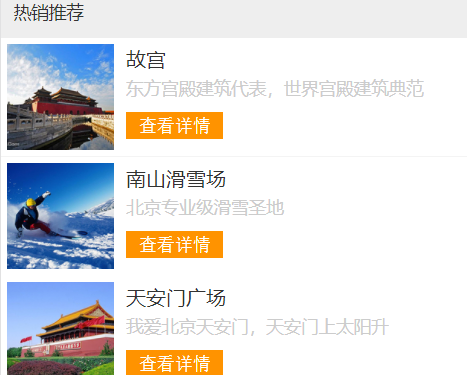 热销推荐
故宫
东方宫殿建筑代表，世界宫殿建筑典范
查看详情
南山滑雪场
北京专业级滑雪圣地
查看详情
天安门广场
我爱北京天安门，天安门上太阳升
查看详情